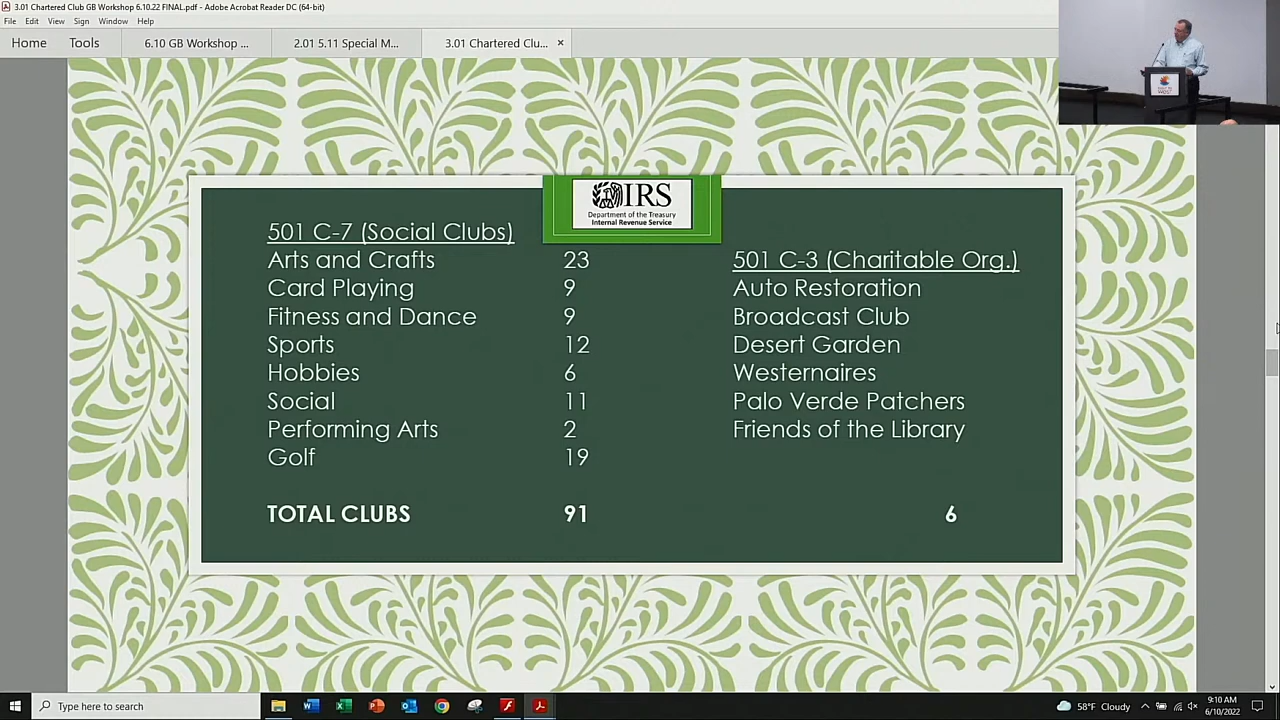 3.01 Chartered Club GB Workshop 6.10.22 FINAL.pdf - Adobe Acrobat Reader DC (64-bit)
File Edit View Sign Window Help
Home Tools 6.10 GB Workshop ... 2.01 5.11 Special M... 3.01 Chartered Clu... ×
IRS
Department of the Treasury
Internal Revenue Service
501 C-7 (Social Clubs)
Arts and Crafts 23
Card Playing 9
Fitness and Dance 9
Sports 12
Hobbies 6
Social 11
Performing Arts 2
Golf 19
TOTAL CLUBS 91
501 C-3 (Charitable Org.)
Auto Restoration
Broadcast Club
Desert Garden
Westernaires
Palo Verde Patchers
Friends of the Library
6
Type here to search
58°F Cloudy
9:10 AM
6/10/2022